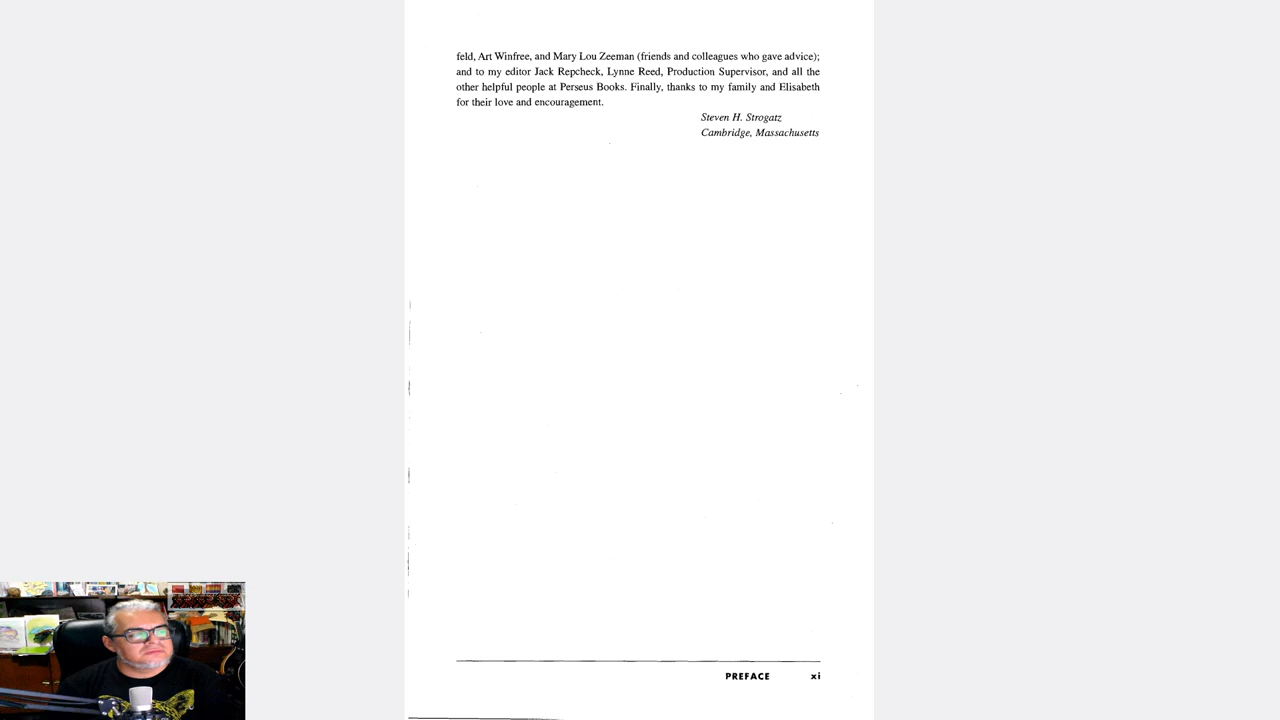 feld, Art Winfree, and Mary Lou Zeeman (friends and colleagues who gave advice);
and to my editor Jack Repcheck, Lynne Reed, Production Supervisor, and all the
other helpful people at Perseus Books. Finally, thanks to my family and Elisabeth
for their love and encouragement.
Steven H. Strogatz
Cambridge, Massachusetts
PREFACE xi